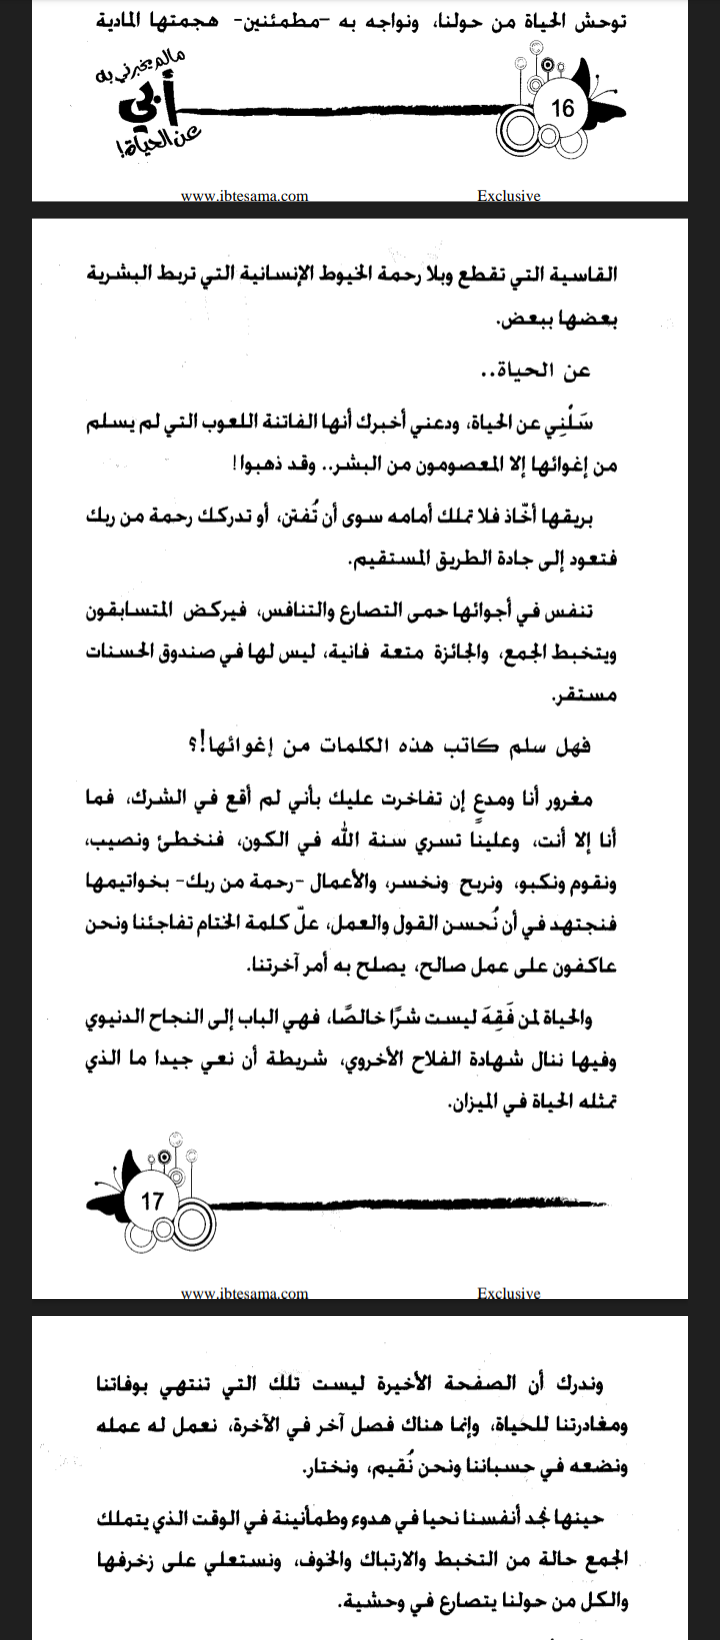 توحش الحياة من حولنا، ونواجه به -مطمئنين- هجمتها المادية
مالم يخبرني به
أبي
عن الحياة!
16
www.ibtesama.com
Exclusive
القاسية التي تقطع وبلا رحمة الخيوط الإنسانية التي تربط البشرية
بعضها ببعض.
عن الحياة..
سَلْنِي عن الحياة، ودعني أخبرك أنها الفاتنة اللعوب التي لم يسلم
من إغوائها إلا المعصومون من البشر.. وقد ذهبوا!
بريقها أخّاذ فلا تملك أمامه سوى أن تُفتن، أو تدركك رحمة من ربك
فتعود إلى جادة الطريق المستقيم.
تنفس في أجوائها حمى التصارع والتنافس، فيركض المتسابقون
ويتخبط الجمع، والجائزة متعة فانية، ليس لها في صندوق الحسنات
مستقر.
فهل سلم كاتب هذه الكلمات من إغوائها!؟
مغرور أنا ومدعٍ إن تفاخرت عليك بأني لم أقع في الشرك، فما
أنا إلا أنت، وعلينا تسري سنة الله في الكون، فنخطئ ونصيب،
ونقوم ونكبو، ونربح ونخسر، والأعمال -رحمة من ربك- بخواتيمها
فنجتهد في أن نُحسن القول والعمل، علّ كلمة الختام تفاجئنا ونحن
عاكفون على عمل صالح، يصلح به أمر آخرتنا.
والحياة لمن فَقِهَ ليست شرًا خالصًا، فهي الباب إلى النجاح الدنيوي
وفيها ننال شهادة الفلاح الأخروي، شريطة أن نعي جيدا ما الذي
تمثله الحياة في الميزان.
17
www.ibtesama.com
Exclusive
وندرك أن الصفحة الأخيرة ليست تلك التي تنتهي بوفاتنا
ومغادرتنا للحياة، وإنما هناك فصل آخر في الآخرة، نعمل له عمله
ونضعه في حسباننا ونحن نُقيم، ونختار.
حينها نجد أنفسنا نحيا في هدوء وطمأنينة في الوقت الذي يتملك
الجمع حالة من التخبط والارتباك والخوف، ونستعلي على زخرفها
والكل من حولنا يتصارع في وحشية.